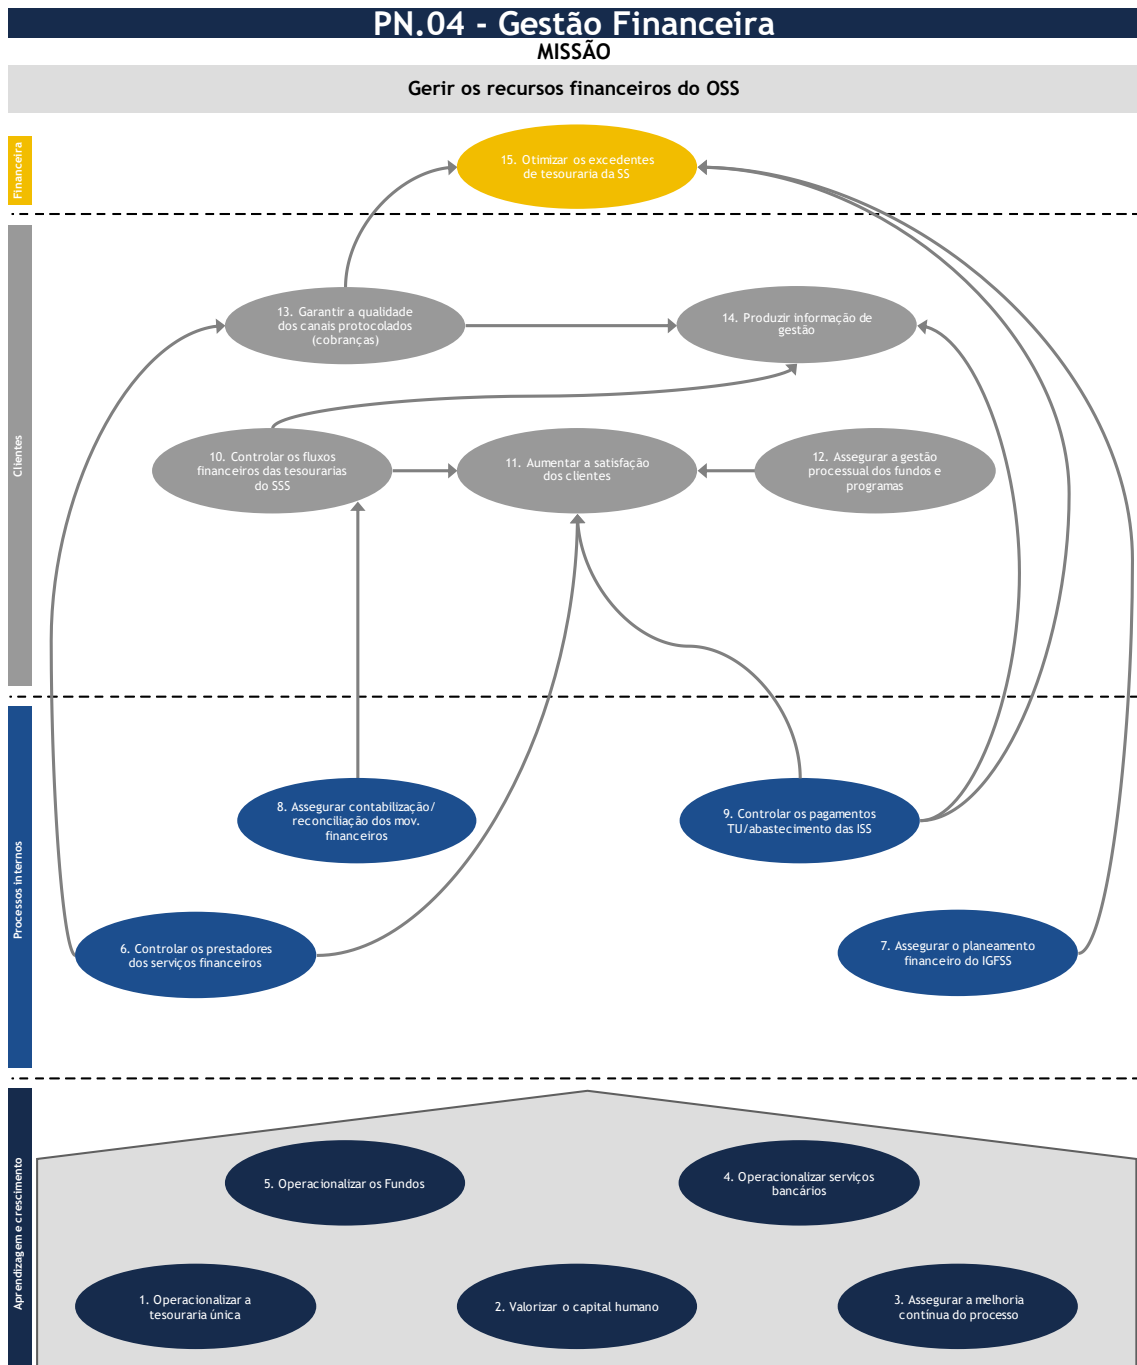 PN.04 - Gestão Financeira
MISSÃO
Gerir os recursos financeiros do OSS
Financeira
15. Otimizar os excedentes
de tesouraria da SS
Clientes
13. Garantir a qualidade
dos canais protocolados
(cobranças)
14. Produzir informação de
gestão
10. Controlar os fluxos
financeiros das tesourarias
do SSS
11. Aumentar a satisfação
dos clientes
12. Assegurar a gestão
processual dos fundos e
programas
Processos internos
8. Assegurar contabilização/
reconciliação dos mov.
financeiros
9. Controlar os pagamentos
TU/abastecimento das ISS
6. Controlar os prestadores
dos serviços financeiros
7. Assegurar o planeamento
financeiro do IGFSS
Aprendizagem e crescimento
5. Operacionalizar os Fundos
4. Operacionalizar serviços
bancários
1. Operacionalizar a
tesouraria única
2. Valorizar o capital humano
3. Assegurar a melhoria
contínua do processo